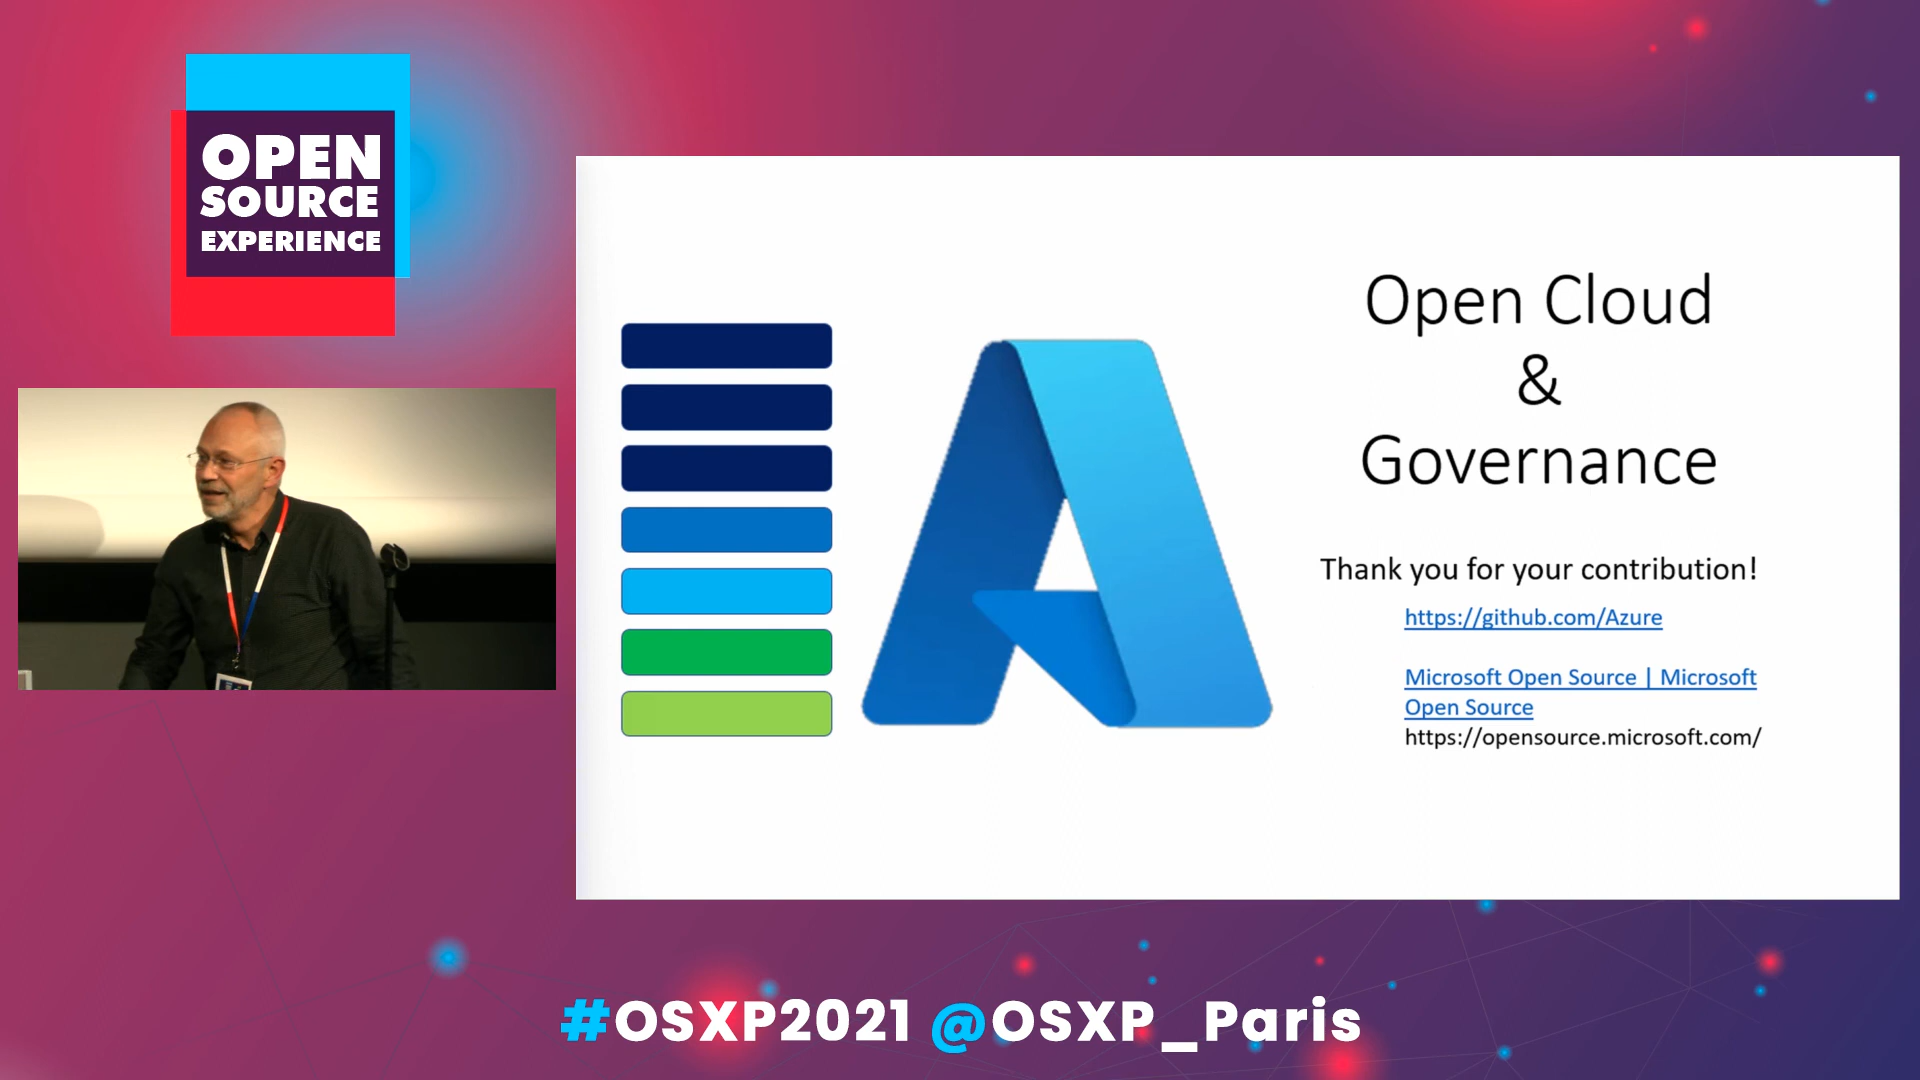 OPEN
SOURCE
EXPERIENCE
Open Cloud
&
Governance
Thank you for your contribution!
https://github.com/Azure
Microsoft Open Source | Microsoft
Open Source
https://opensource.microsoft.com/
#OSXP2021 @OSXP_Paris